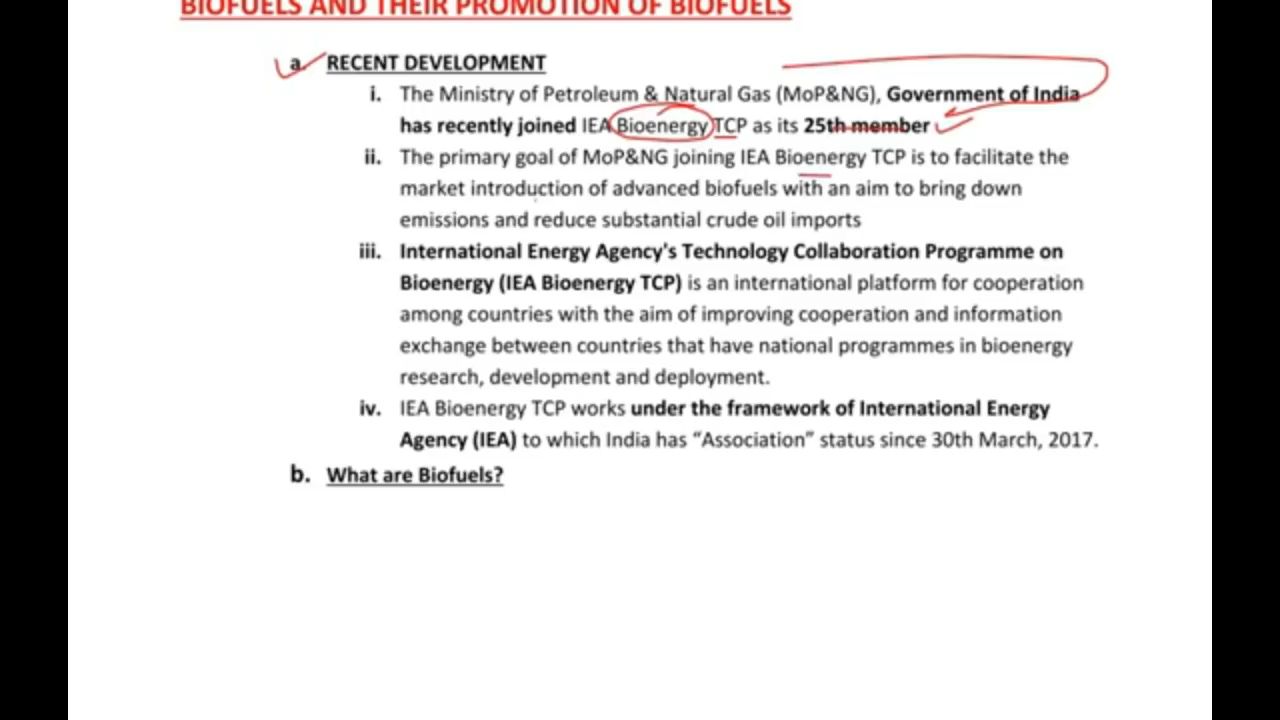 BIOFUELS AND THEIR PROMOTION OF BIOFUELS
a. RECENT DEVELOPMENT
i. The Ministry of Petroleum & Natural Gas (MoP&NG), Government of India
has recently joined IEA Bioenergy TCP as its 25th member
ii. The primary goal of MoP&NG joining IEA Bioenergy TCP is to facilitate the
market introduction of advanced biofuels with an aim to bring down
emissions and reduce substantial crude oil imports
iii. International Energy Agency's Technology Collaboration Programme on
Bioenergy (IEA Bioenergy TCP) is an international platform for cooperation
among countries with the aim of improving cooperation and information
exchange between countries that have national programmes in bioenergy
research, development and deployment.
iv. IEA Bioenergy TCP works under the framework of International Energy
Agency (IEA) to which India has “Association” status since 30th March, 2017.
b. What are Biofuels?